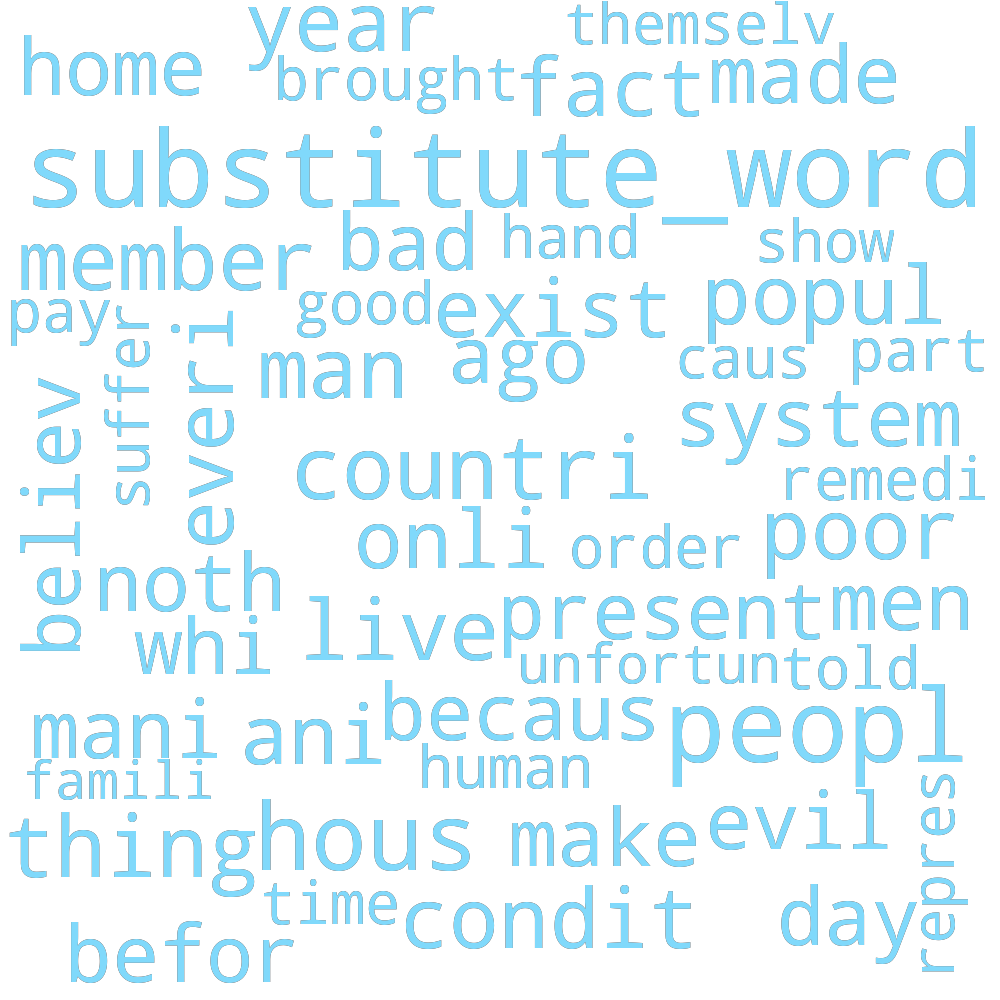 year themselv
home brought fact made
substitute_word
member bad hand show
pay good exist popul
suffer everi man ago caus part
believ system
countri remedi
onli order poor
noth present men
whi live unfortun told
mani ani becaus peopl
famili human
thing hous make evil repres
time condit day
befor